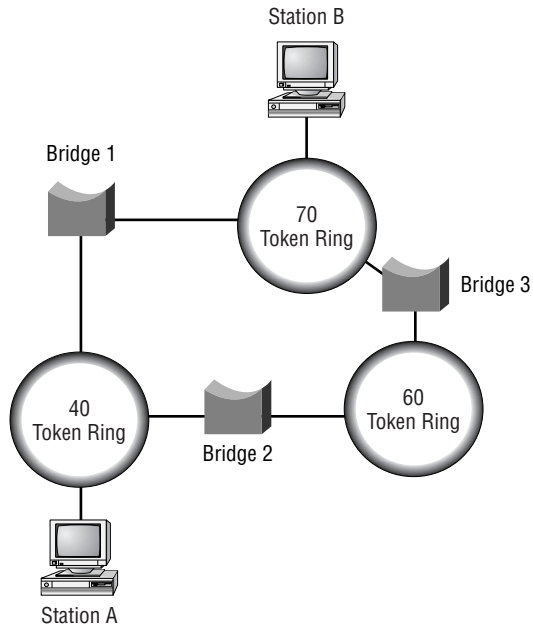 Station B
Bridge 1
70
Token Ring
Bridge 3
40
Token Ring
60
Token Ring
Bridge 2
Station A